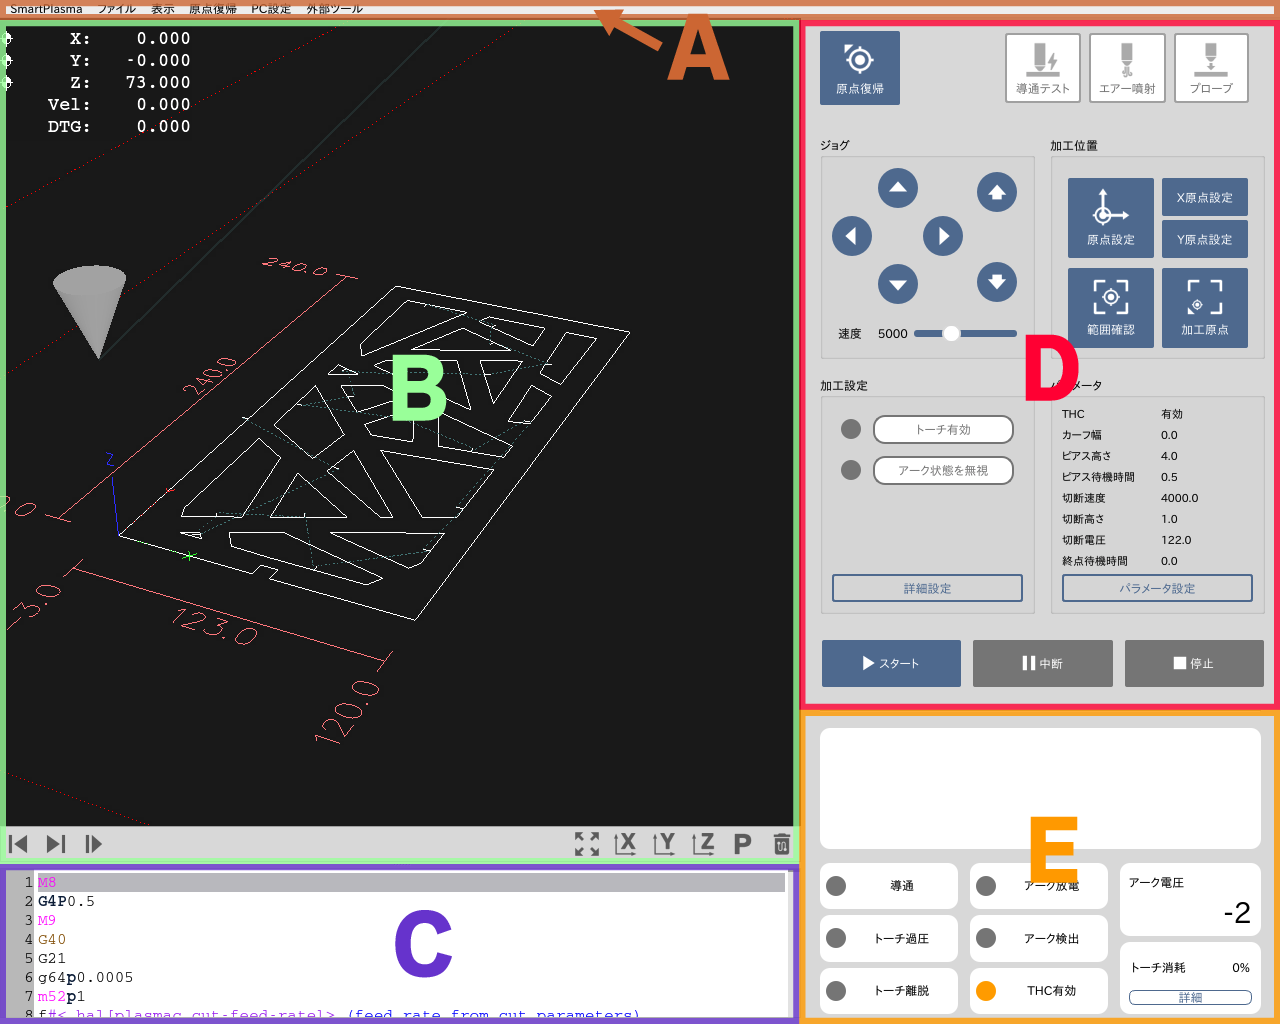 SmartPlasma ファイル 表示 原点復帰 PC設定 外部ツール
A
X: 0.000
Y: -0.000
Z: 73.000
Vel: 0.000
DTG: 0.000
240.0
240.0
Z
123.0
120.0
B
X Y Z P
C
1 M8
2 G4P0.5
3 M9
4 G40
5 G21
6 g64p0.0005
7 m52p1
8 f#<_hal[plasmac.cut-feed-rate]> (feed rate from cut parameters)
原点復帰
導通テスト エアー噴射 プローブ
ジョグ
速度 5000
加工位置
原点設定
X原点設定
Y原点設定
範囲確認 加工原点
D
加工設定
トーチ有効
アーク状態を無視
詳細設定
パラメータ
THC 有効
カーフ幅 0.0
ピアス高さ 4.0
ピアス待機時間 0.5
切断速度 4000.0
切断高さ 1.0
切断電圧 122.0
終点待機時間 0.0
パラメータ設定
スタート 中断 停止
E
導通 アーク放電
トーチ過圧 アーク検出
トーチ離脱 THC有効
アーク電圧
-2
トーチ消耗 0%
詳細